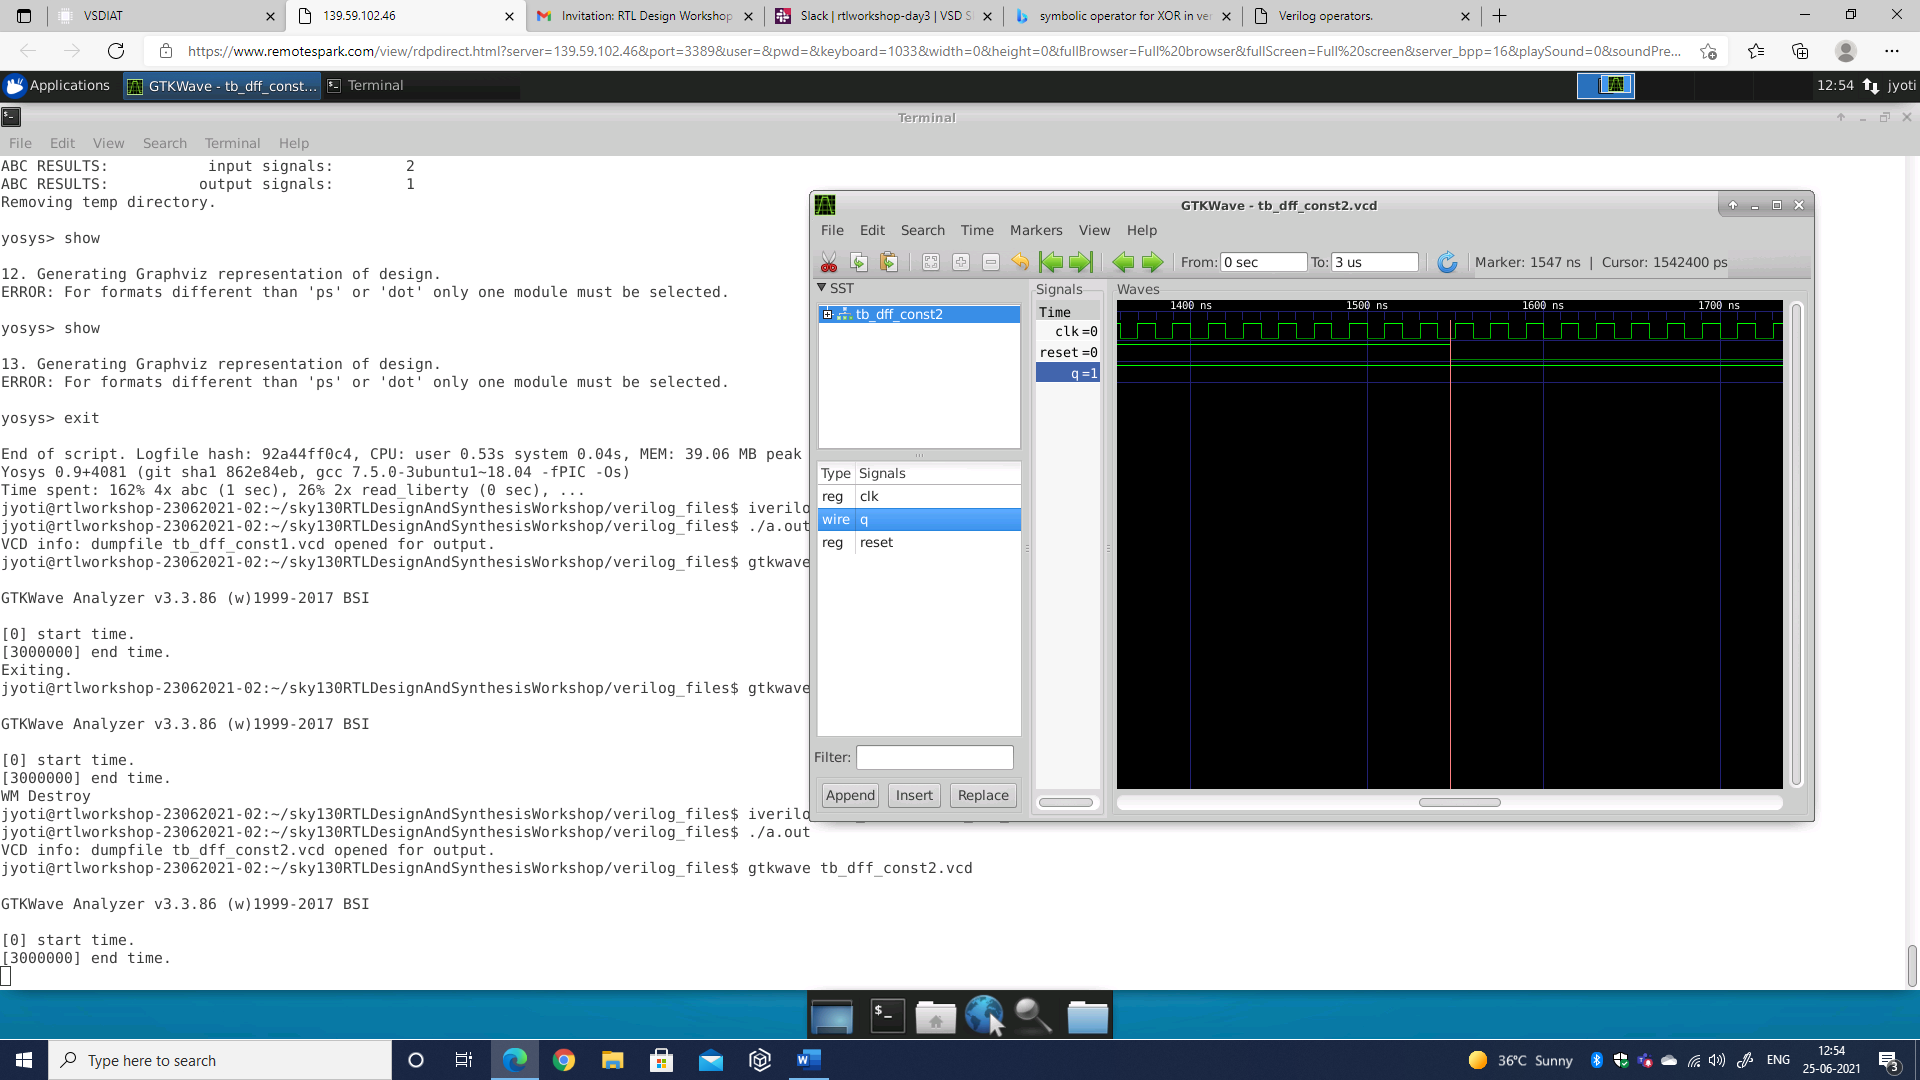 VSDIAT
139.59.102.46
Invitation: RTL Design Workshop
Slack | rtlworkshop-day3 | VSD S
symbolic operator for XOR in ver
Verilog operators.
https://www.remotespark.com/view/rdpdirect.html?server=139.59.102.46&port=3389&user=&pwd=&keyboard=1033&width=0&height=0&fullBrowser=Full%20browser&fullScreen=Full%20screen&server_bpp=16&playSound=0&soundPre...
Applications
GTKWave - tb_dff_const...
Terminal
12:54
jyoti
Terminal
File Edit View Search Terminal Help
ABC RESULTS: input signals: 2
ABC RESULTS: output signals: 1
Removing temp directory.
yosys> show
12. Generating Graphviz representation of design.
ERROR: For formats different than 'ps' or 'dot' only one module must be selected.
yosys> show
13. Generating Graphviz representation of design.
ERROR: For formats different than 'ps' or 'dot' only one module must be selected.
yosys> exit
End of script. Logfile hash: 92a44ff0c4, CPU: user 0.53s system 0.04s, MEM: 39.06 MB peak
Yosys 0.9+4081 (git sha1 862e84eb, gcc 7.5.0-3ubuntu1~18.04 -fPIC -Os)
Time spent: 162% 4x abc (1 sec), 26% 2x read_liberty (0 sec), ...
jyoti@rtlworkshop-23062021-02:~/sky130RTLDesignAndSynthesisWorkshop/verilog_files$ iverilo
jyoti@rtlworkshop-23062021-02:~/sky130RTLDesignAndSynthesisWorkshop/verilog_files$ ./a.out
VCD info: dumpfile tb_dff_const1.vcd opened for output.
jyoti@rtlworkshop-23062021-02:~/sky130RTLDesignAndSynthesisWorkshop/verilog_files$ gtkwave
GTKWave Analyzer v3.3.86 (w)1999-2017 BSI
[0] start time.
[3000000] end time.
Exiting.
jyoti@rtlworkshop-23062021-02:~/sky130RTLDesignAndSynthesisWorkshop/verilog_files$ gtkwave
GTKWave Analyzer v3.3.86 (w)1999-2017 BSI
[0] start time.
[3000000] end time.
WM Destroy
jyoti@rtlworkshop-23062021-02:~/sky130RTLDesignAndSynthesisWorkshop/verilog_files$ iverilo
jyoti@rtlworkshop-23062021-02:~/sky130RTLDesignAndSynthesisWorkshop/verilog_files$ ./a.out
VCD info: dumpfile tb_dff_const2.vcd opened for output.
jyoti@rtlworkshop-23062021-02:~/sky130RTLDesignAndSynthesisWorkshop/verilog_files$ gtkwave tb_dff_const2.vcd
GTKWave Analyzer v3.3.86 (w)1999-2017 BSI
[0] start time.
[3000000] end time.
GTKWave - tb_dff_const2.vcd
File Edit Search Time Markers View Help
From: 0 sec To: 3 us | Marker: 1547 ns | Cursor: 1542400 ps
SST
tb_dff_const2
Type Signals
reg clk
wire q
reg reset
Filter:
Append Insert Replace
Signals
Time
clk=0
reset=0
q=1
Waves
1400 ns 1500 ns 1600 ns 1700 ns
Type here to search
36°C Sunny
ENG
12:54
25-06-2021
3